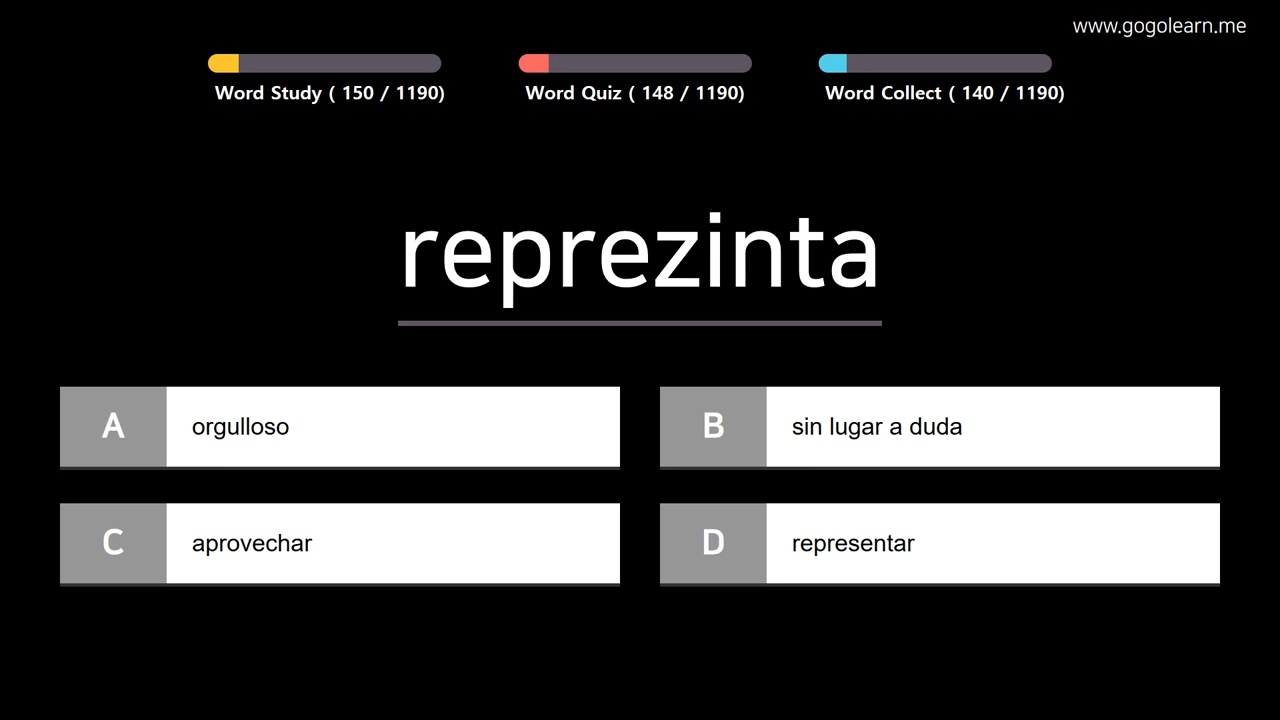 www.gogolearn.me
Word Study ( 150 / 1190)
Word Quiz ( 148 / 1190)
Word Collect ( 140 / 1190)
reprezinta
A orgulloso
B sin lugar a duda
C aprovechar
D representar